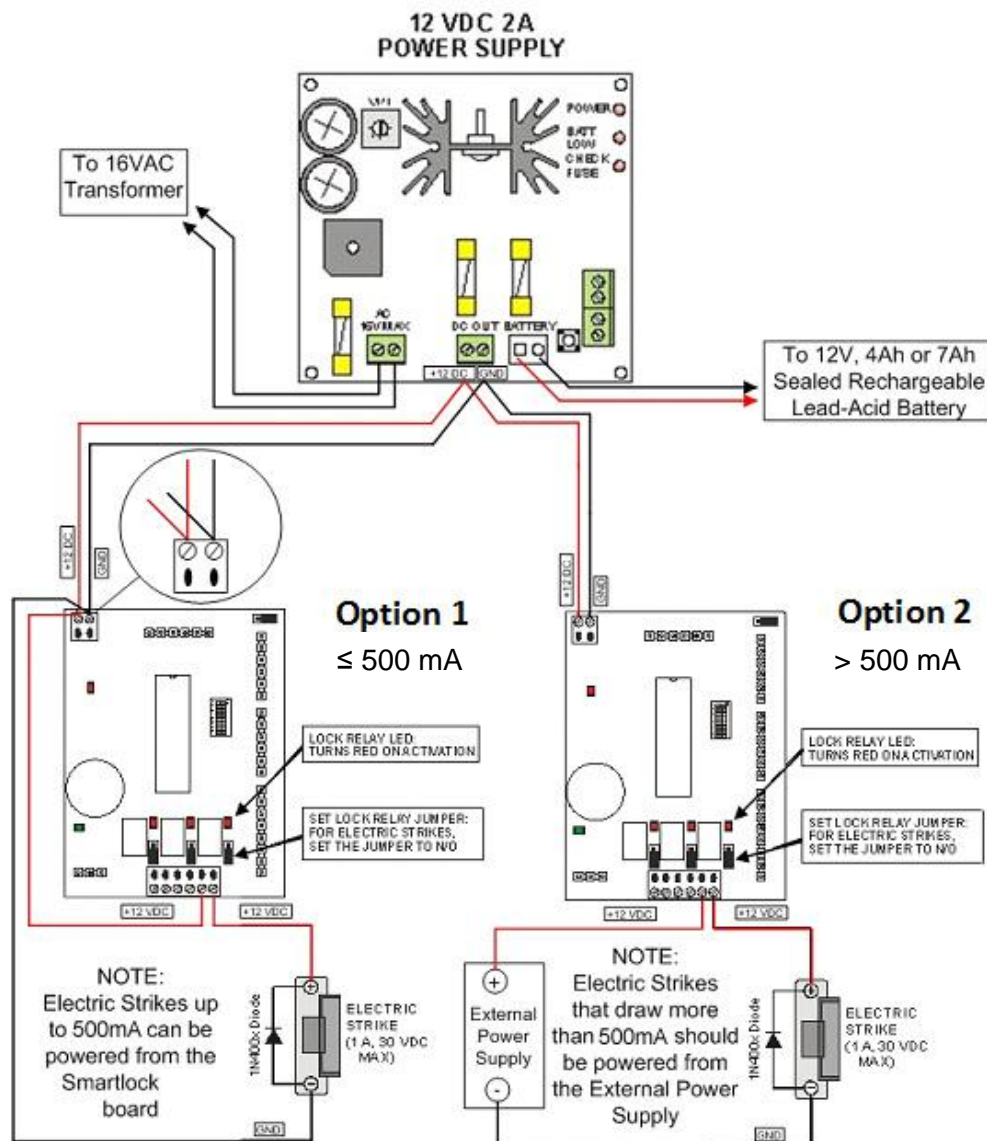 12 VDC 2A
POWER SUPPLY
POWER
BATT
LOW
CHECK
FUSE
To 16VAC
Transformer
AC
16V MAX
DC OUT
BATTERY
+12 DC
GND
To 12V, 4Ah or 7Ah
Sealed Rechargeable
Lead-Acid Battery
+12 DC
GND
Option 1
≤ 500 mA
LOCK RELAY LED:
TURNS RED ON ACTIVATION
SET LOCK RELAY JUMPER:
FOR ELECTRIC STRIKES,
SET THE JUMPER TO N/O
+12 VDC
+12 VDC
NOTE:
Electric Strikes up
to 500mA can be
powered from the
Smartlock
board
1N400x Diode
+
-
ELECTRIC
STRIKE
(1 A, 30 VDC
MAX)
GND
+12 DC
GND
Option 2
> 500 mA
LOCK RELAY LED:
TURNS RED ON ACTIVATION
SET LOCK RELAY JUMPER:
FOR ELECTRIC STRIKES,
SET THE JUMPER TO N/O
+12 VDC
+12 VDC
+
External
Power
Supply
-
NOTE:
Electric Strikes
that draw more
than 500mA should
be powered from
the External Power
Supply
1N400x Diode
+
-
ELECTRIC
STRIKE
(1 A, 30 VDC
MAX)
GND